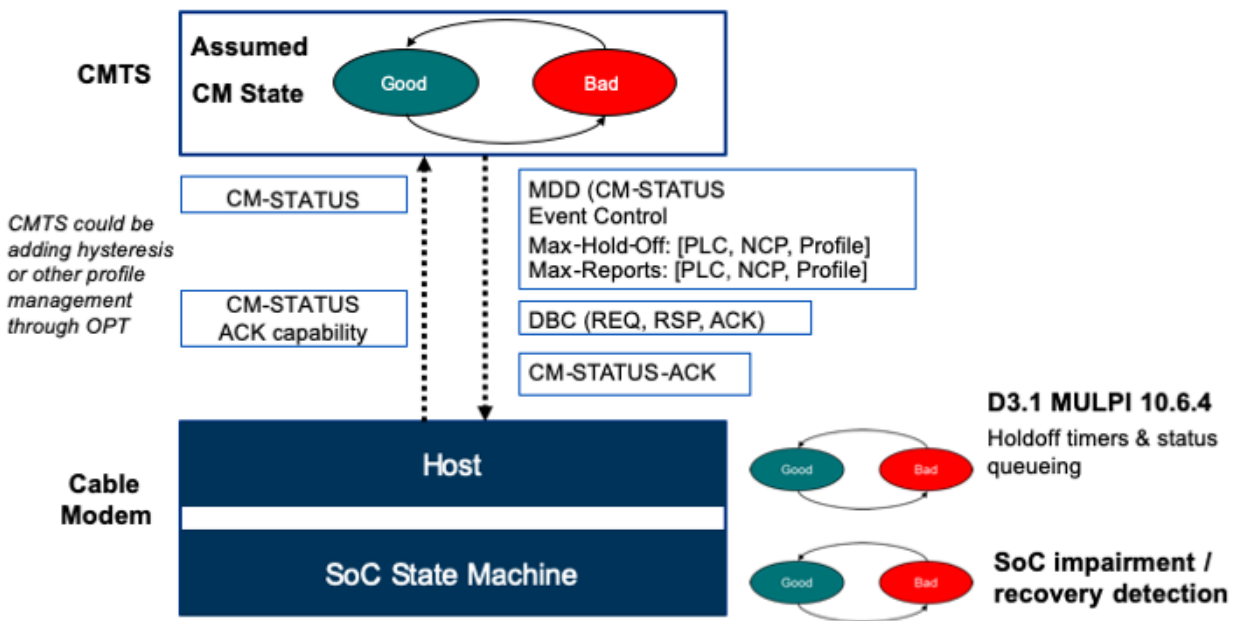 Assumed
CM State
CMTS
Good
Bad
CM-STATUS
MDD (CM-STATUS
Event Control
Max-Hold-Off: [PLC, NCP, Profile]
Max-Reports: [PLC, NCP, Profile]
CMTS could be
adding hysteresis
or other profile
management
through OPT
CM-STATUS
ACK capability
DBC (REQ, RSP, ACK)
CM-STATUS-ACK
D3.1 MULPI 10.6.4
Holdoff timers & status
queueing
Cable
Modem
Host
Good
Bad
SoC State Machine
Good
Bad
SoC impairment /
recovery detection